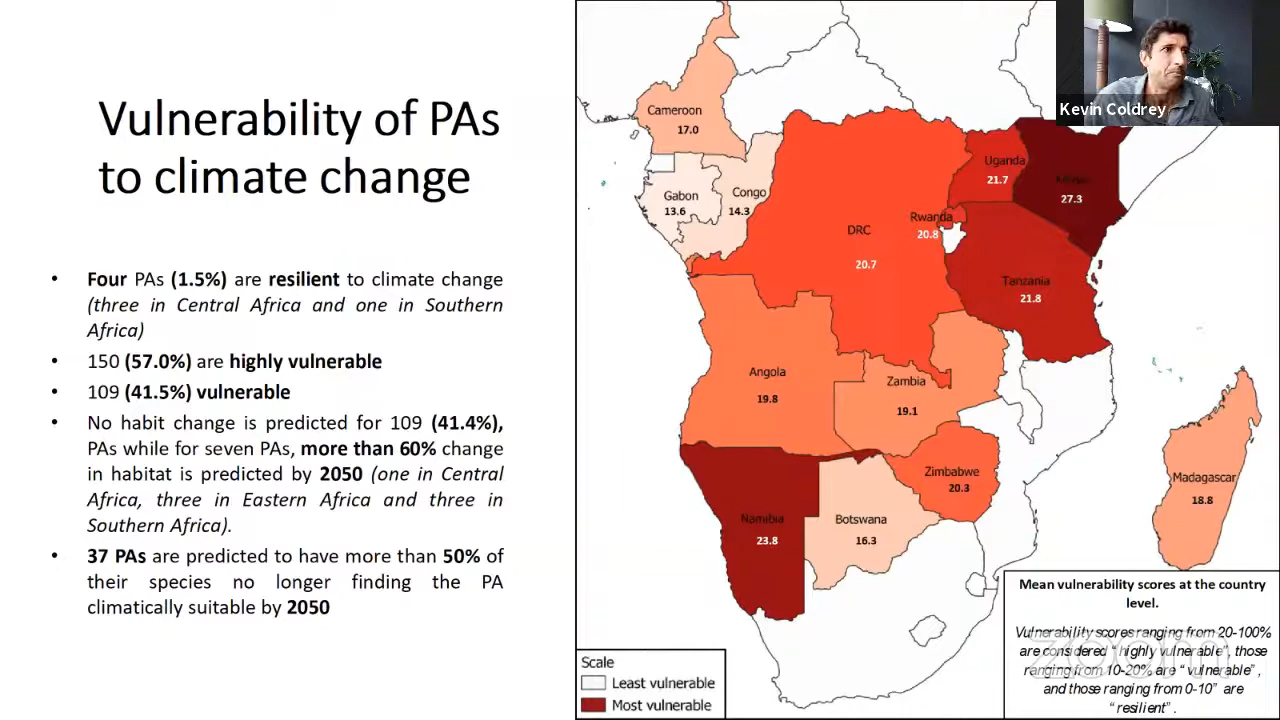 Vulnerability of PAs
to climate change
• Four PAs (1.5%) are resilient to climate change
(three in Central Africa and one in Southern
Africa)
• 150 (57.0%) are highly vulnerable
• 109 (41.5%) vulnerable
• No habit change is predicted for 109 (41.4%),
PAs while for seven PAs, more than 60% change
in habitat is predicted by 2050 (one in Central
Africa, three in Eastern Africa and three in
Southern Africa).
• 37 PAs are predicted to have more than 50% of
their species no longer finding the PA
climatically suitable by 2050
Kevin Coldrey
Cameroon
17.0
Gabon
13.6
Congo
14.3
DRC
20.7
Uganda
21.7
Kenya
27.3
Rwanda
20.8
Tanzania
21.8
Angola
19.8
Zambia
19.1
Zimbabwe
20.3
Namibia
23.8
Botswana
16.3
Madagascar
18.8
Scale
Least vulnerable
Most vulnerable
Mean vulnerability scores at the country
level.
Vulnerability scores ranging from 20-100%
are considered "highly vulnerable", those
ranging from 10-20% are "vulnerable",
and those ranging from 0-10" are
"resilient".
zoom